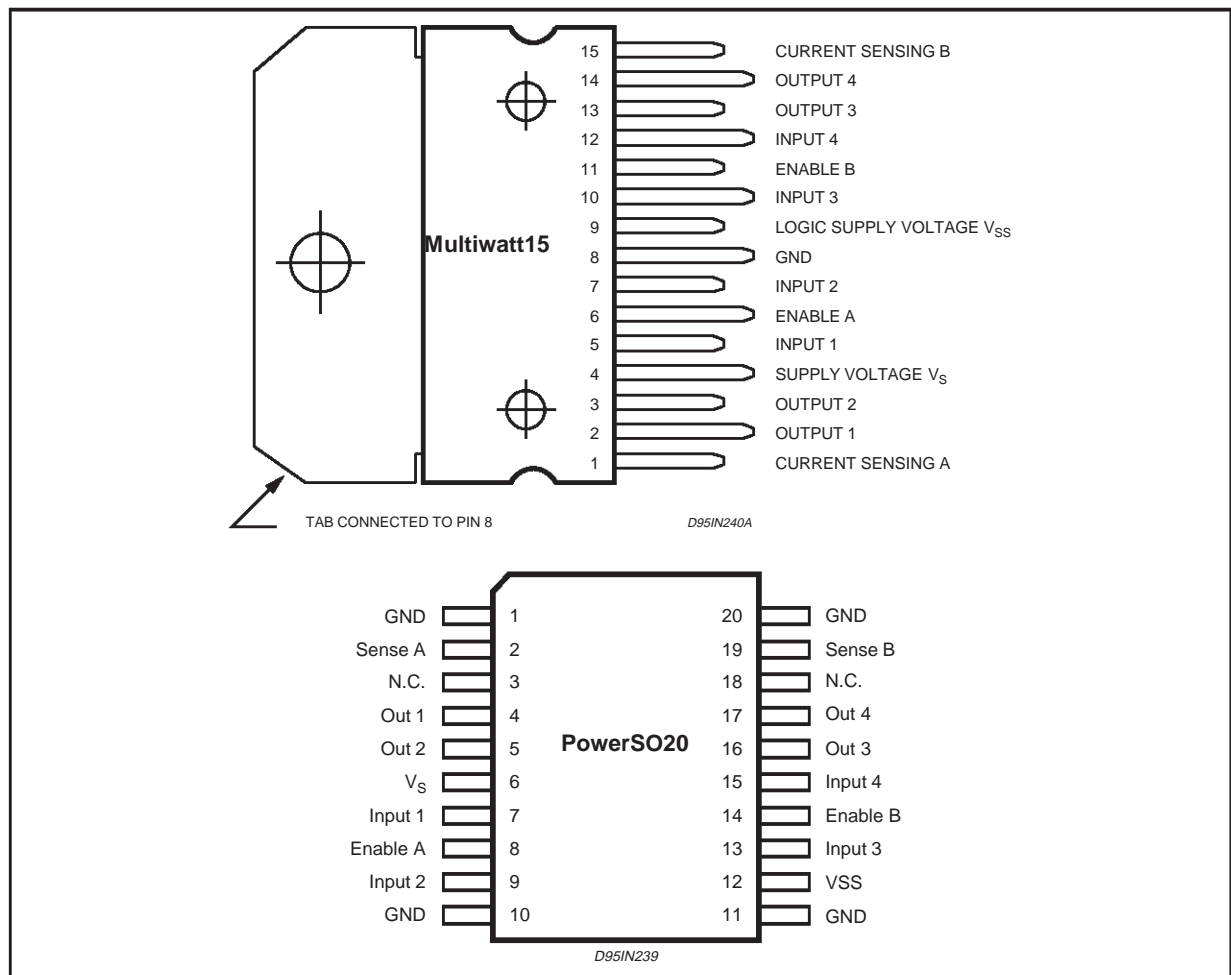 15 CURRENT SENSING B
14 OUTPUT 4
13 OUTPUT 3
12 INPUT 4
11 ENABLE B
10 INPUT 3
9 LOGIC SUPPLY VOLTAGE VSS
Multiwatt15
8 GND
7 INPUT 2
6 ENABLE A
5 INPUT 1
4 SUPPLY VOLTAGE VS
3 OUTPUT 2
2 OUTPUT 1
1 CURRENT SENSING A
TAB CONNECTED TO PIN 8
D95IN240A
GND 1 20 GND
Sense A 2 19 Sense B
N.C. 3 18 N.C.
Out 1 4 17 Out 4
PowerSO20
Out 2 5 16 Out 3
VS 6 15 Input 4
Input 1 7 14 Enable B
Enable A 8 13 Input 3
Input 2 9 12 VSS
GND 10 11 GND
D95IN239